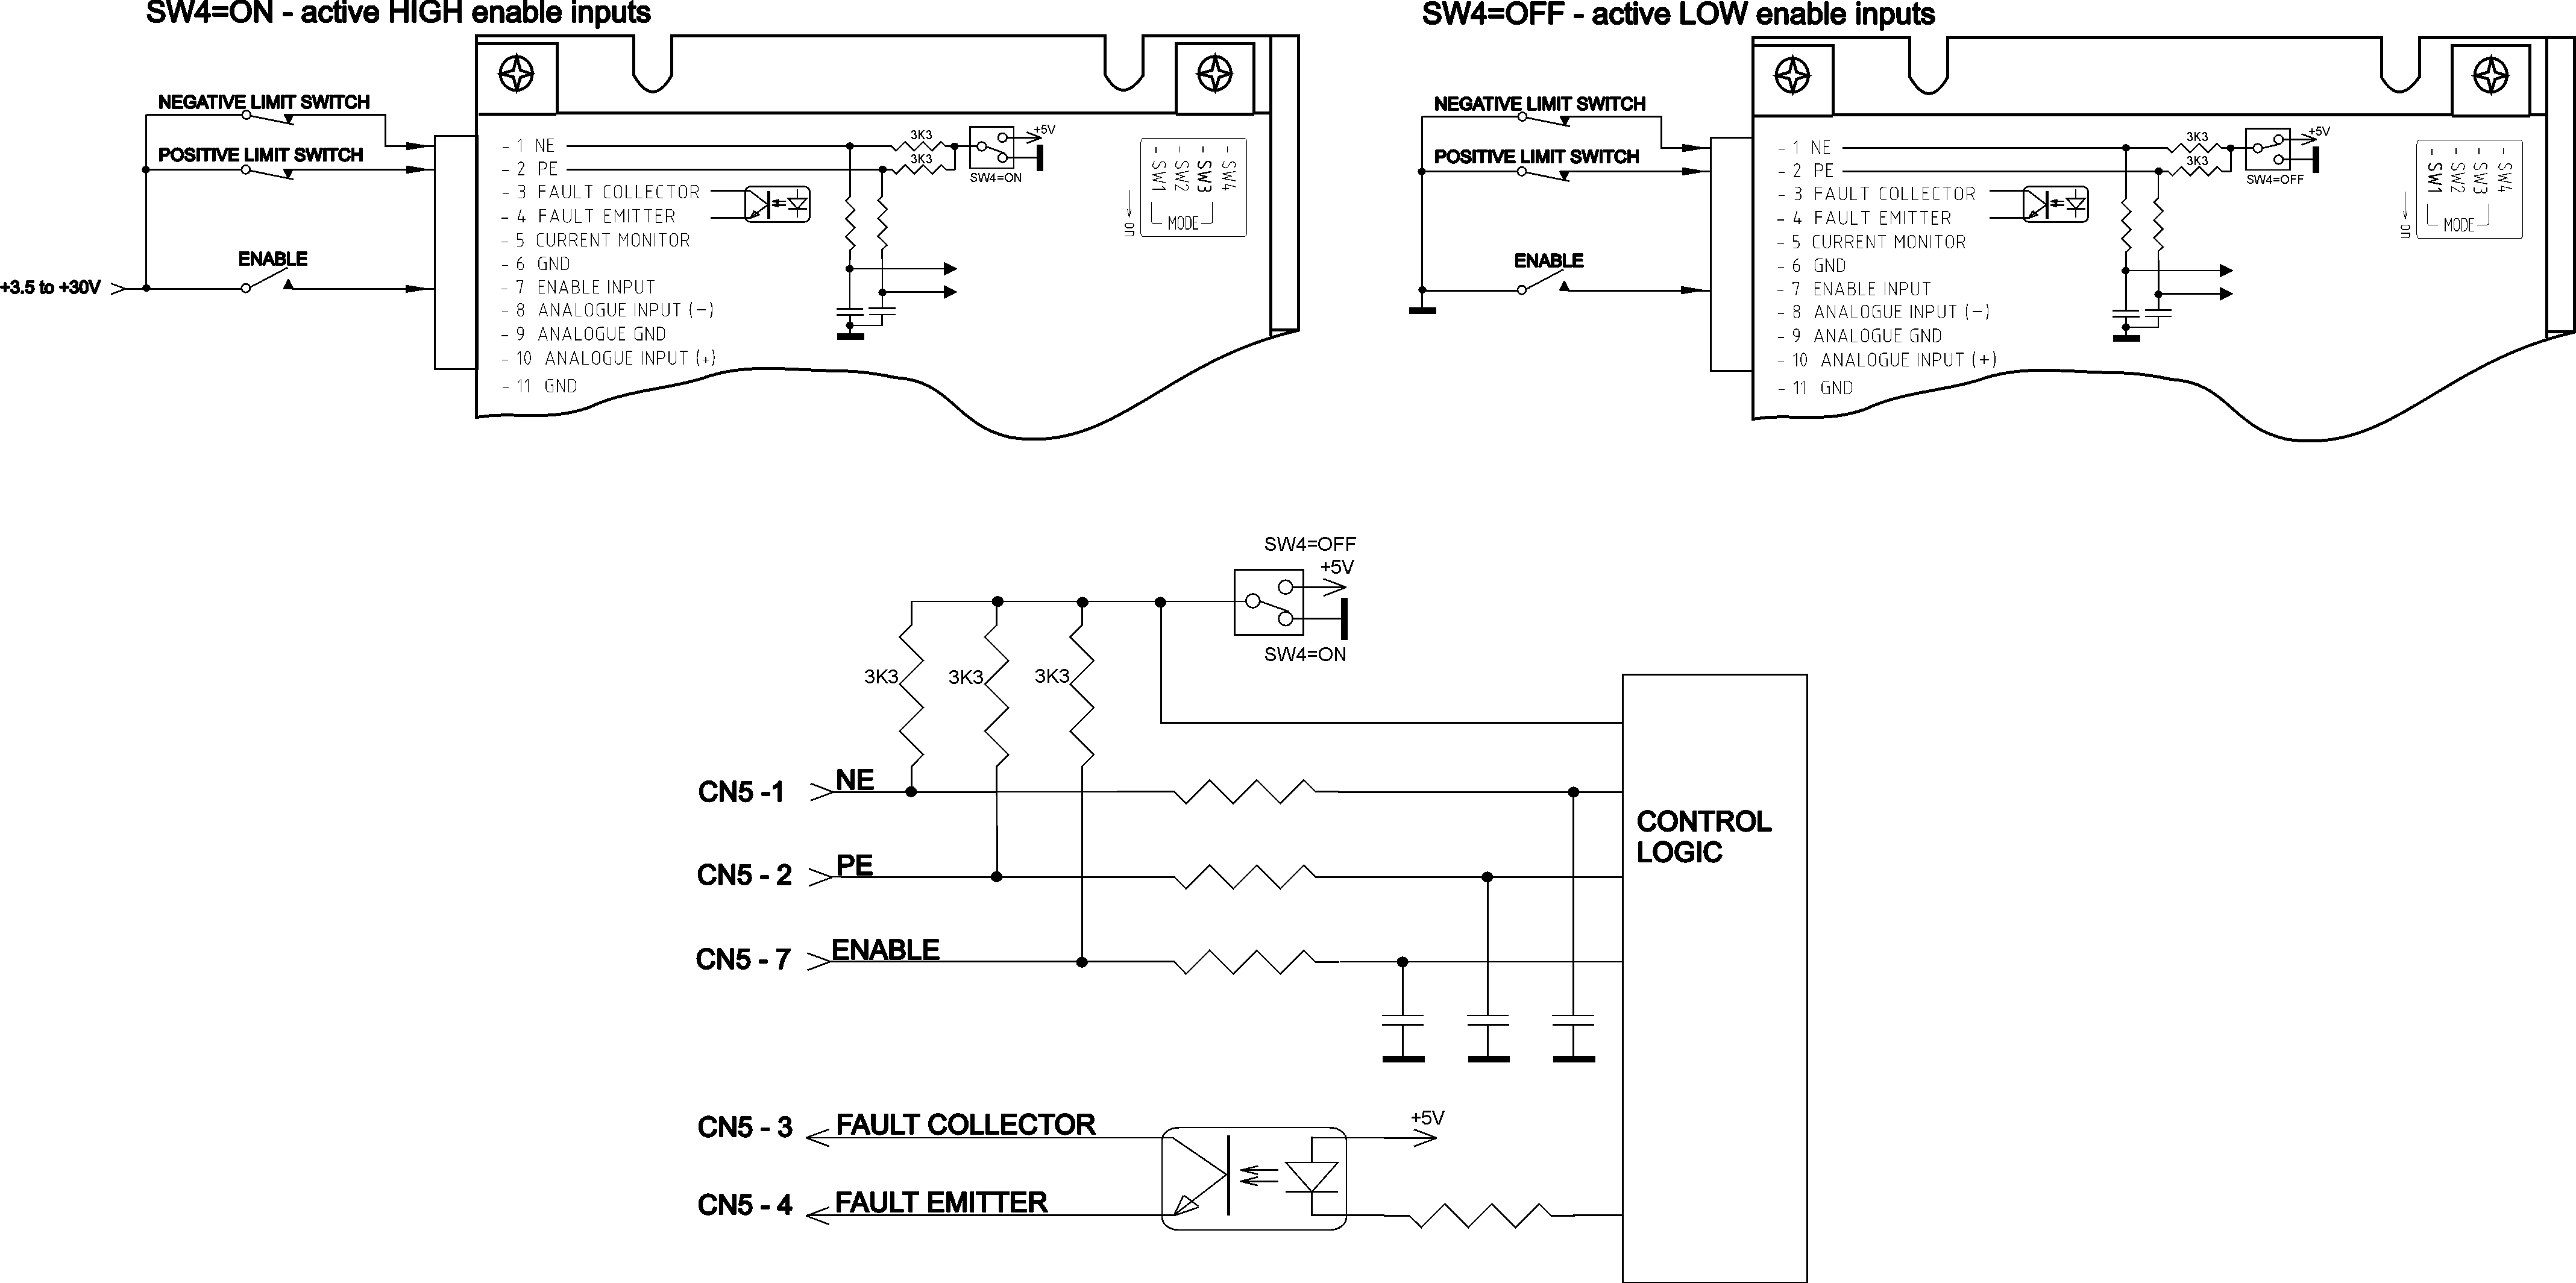 SW4=ON - active HIGH enable inputs
NEGATIVE LIMIT SWITCH
POSITIVE LIMIT SWITCH
ENABLE
+3.5 to +30V
- 1 NE
- 2 PE
- 3 FAULT COLLECTOR
- 4 FAULT EMITTER
- 5 CURRENT MONITOR
- 6 GND
- 7 ENABLE INPUT
- 8 ANALOGUE INPUT (-)
- 9 ANALOGUE GND
- 10 ANALOGUE INPUT (+)
- 11 GND
3K3
3K3
+5V
SW4=ON
- SW1
- SW2
- SW3
- SW4
MODE
ON
SW4=OFF - active LOW enable inputs
NEGATIVE LIMIT SWITCH
POSITIVE LIMIT SWITCH
ENABLE
- 1 NE
- 2 PE
- 3 FAULT COLLECTOR
- 4 FAULT EMITTER
- 5 CURRENT MONITOR
- 6 GND
- 7 ENABLE INPUT
- 8 ANALOGUE INPUT (-)
- 9 ANALOGUE GND
- 10 ANALOGUE INPUT (+)
- 11 GND
3K3
3K3
+5V
SW4=OFF
- SW1
- SW2
- SW3
- SW4
MODE
ON
SW4=OFF
+5V
SW4=ON
3K3 3K3 3K3
CN5 -1 NE
CN5 - 2 PE
CN5 - 7 ENABLE
CONTROL
LOGIC
CN5 - 3 FAULT COLLECTOR
+5V
CN5 - 4 FAULT EMITTER